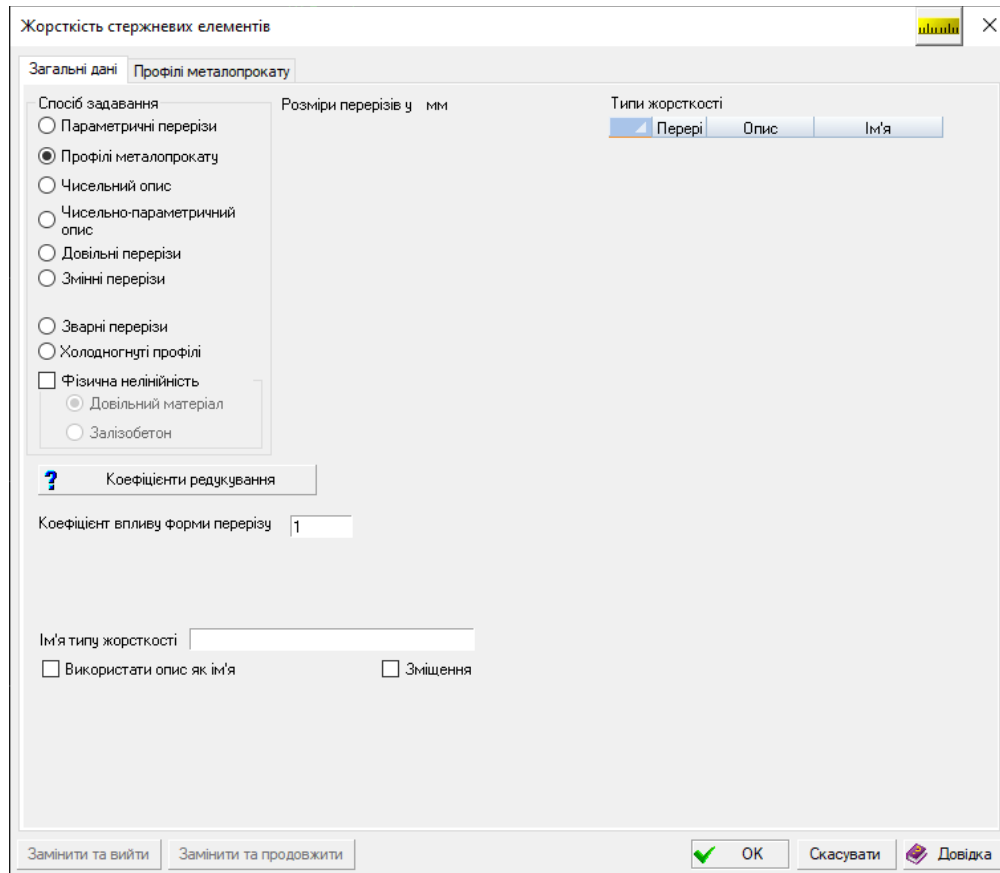 Жорсткість стержневих елементів
Загальні дані
Профілі металопрокату
Спосіб задавання
Параметричні перерізи
Профілі металопрокату
Чисельний опис
Чисельно-параметричний
опис
Довільні перерізи
Змінні перерізи
Зварні перерізи
Холодногнуті профілі
Фізична нелінійність
Довільний матеріал
Залізобетон
Розміри перерізів у мм
Типи жорсткості
Перері Опис Ім'я
? Коефіцієнти редукування
Коефіцієнт впливу форми перерізу 1
Ім'я типу жорсткості
Використати опис як ім'я
Зміщення
Замінити та вийти
Замінити та продовжити
OK
Скасувати
Довідка